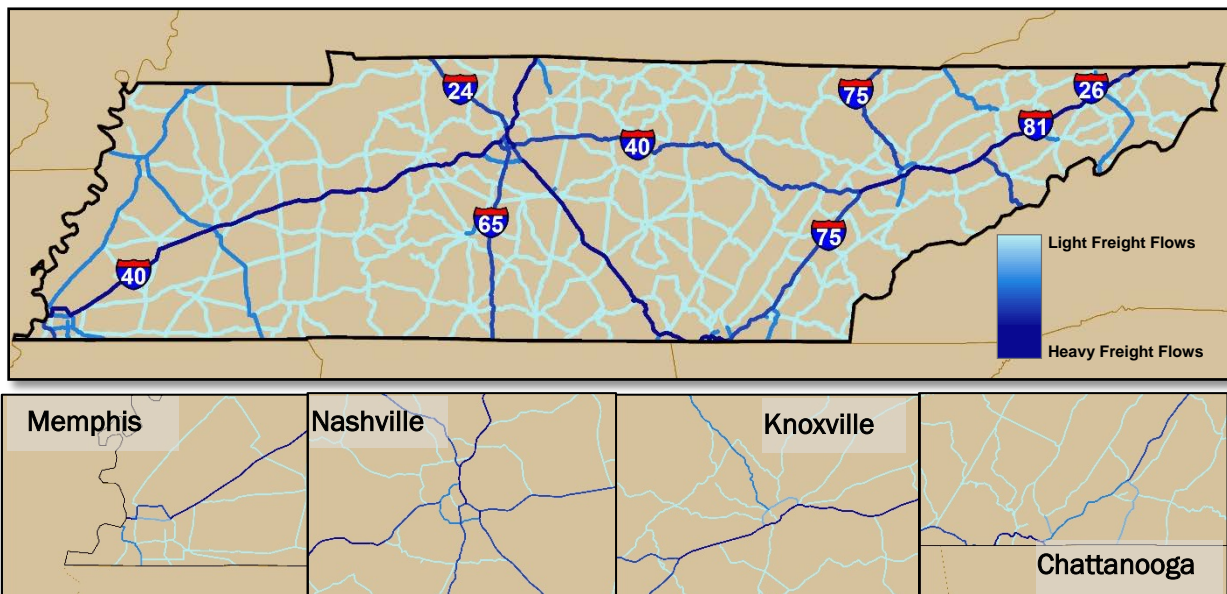 24
75
26
81
40
65
75
40
Light Freight Flows
Heavy Freight Flows
Memphis
Nashville
Knoxville
Chattanooga